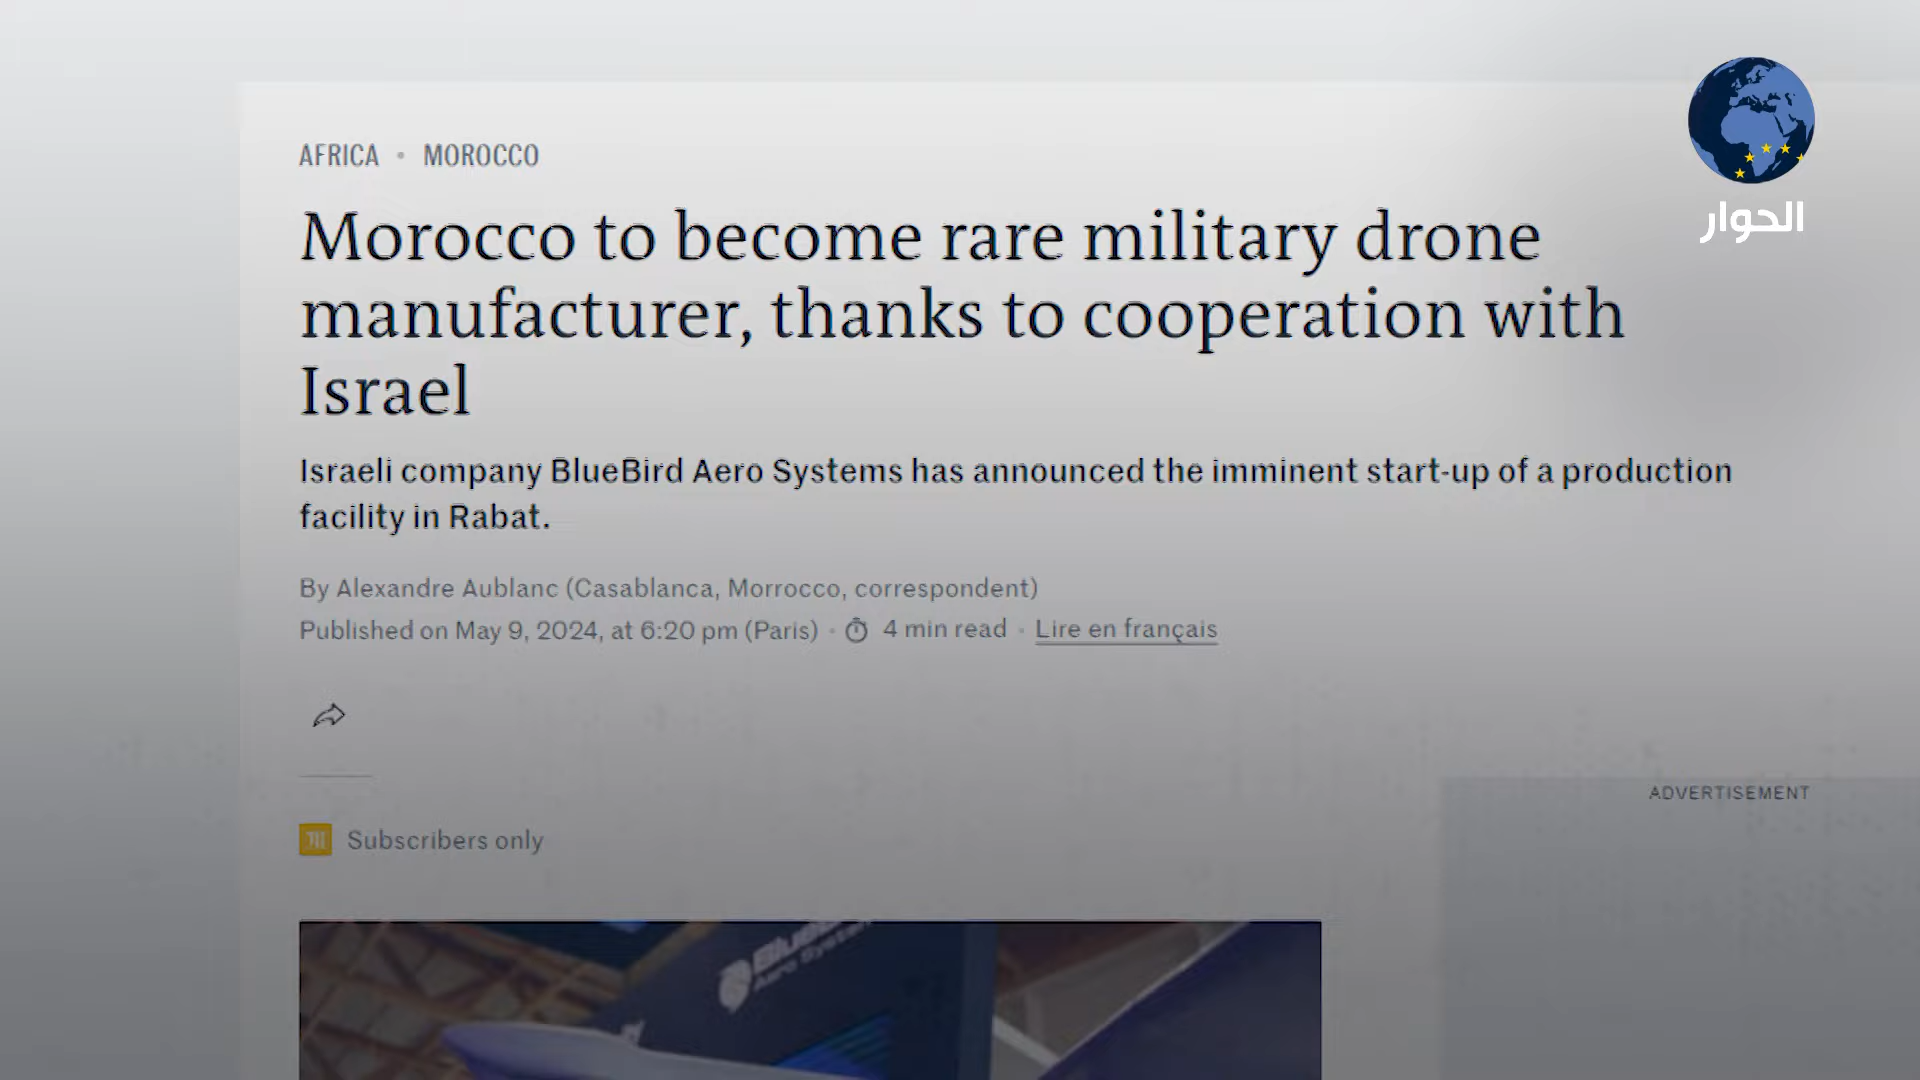 AFRICA • MOROCCO
الحوار
Morocco to become rare military drone
manufacturer, thanks to cooperation with
Israel
Israeli company BlueBird Aero Systems has announced the imminent start-up of a production
facility in Rabat.
By Alexandre Aublanc (Casablanca, Morrocco, correspondent)
Published on May 9, 2024, at 6:20 pm (Paris) • 4 min read • Lire en français
ADVERTISEMENT
Subscribers only
Aero System